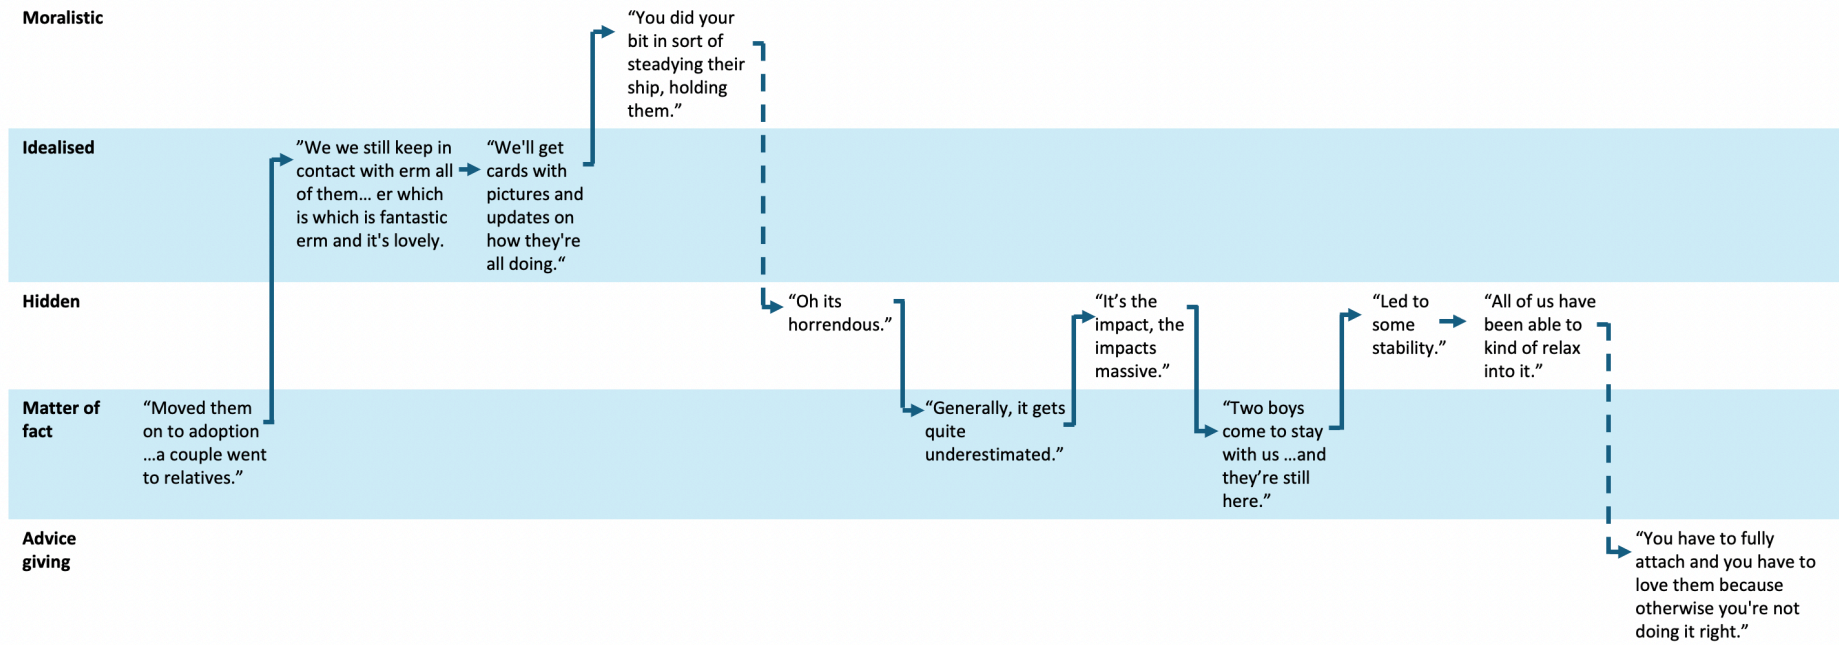 Moralistic
“You did your
bit in sort of
steadying their
ship, holding
them.”
Idealised
”We we still keep in
contact with erm all
of them... er which
is which is fantastic
erm and it's lovely.
“We'll get
cards with
pictures and
updates on
how they're
all doing.“
Hidden
“Oh its
horrendous.”
“It’s the
impact, the
impacts
massive.”
“Led to
some
stability.”
“All of us have
been able to
kind of relax
into it.”
Matter of
fact
“Moved them
on to adoption
...a couple went
to relatives.”
“Generally, it gets
quite
underestimated.”
“Two boys
come to stay
with us ...and
they’re still
here.”
Advice
giving
“You have to fully
attach and you have to
love them because
otherwise you're not
doing it right.”